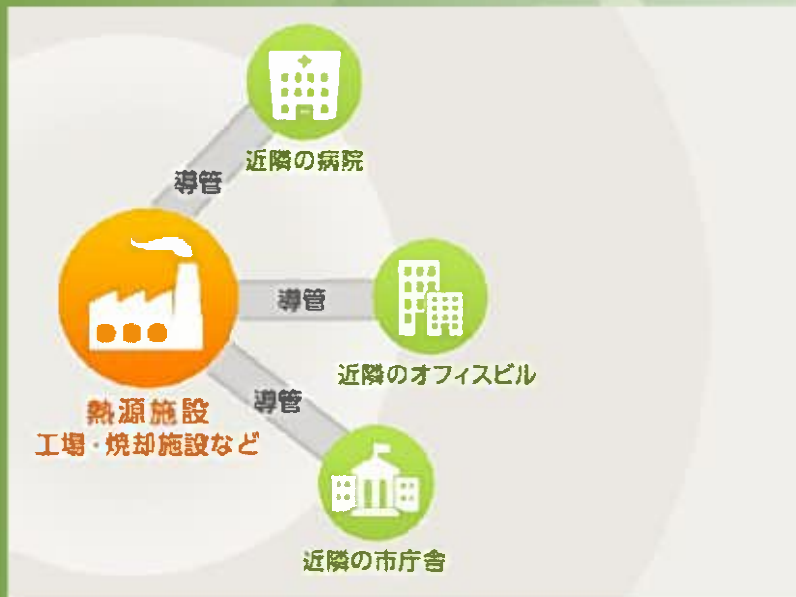 近隣の病院
導管
導管
近隣のオフィスビル
導管
熱源施設
工場・焼却施設など
近隣の市庁舎